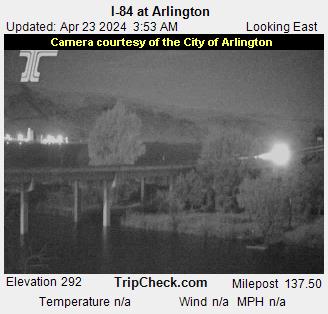 I-84 at Arlington
Updated: Apr 23 2024 3:53 AM Looking East
Camera courtesy of the City of Arlington
Elevation 292 TripCheck.com Milepost 137.50
Temperature n/a Wind n/a MPH n/a